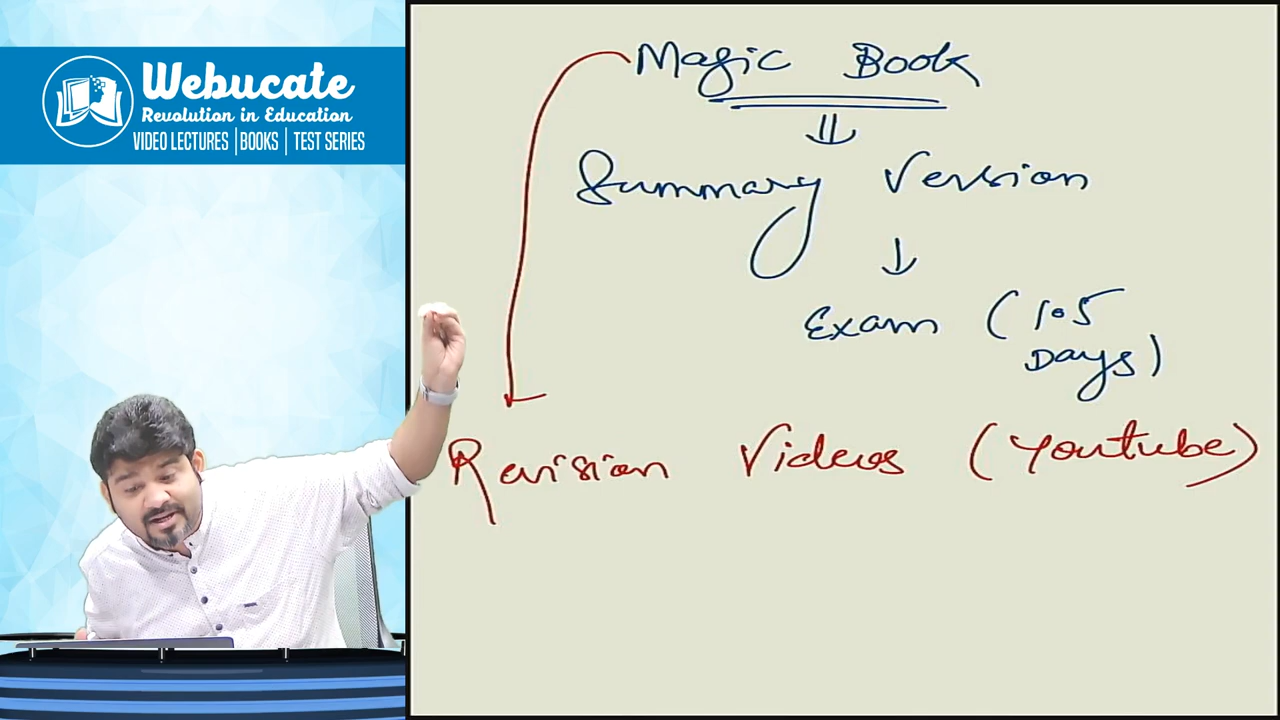 Webucate
Revolution in Education
VIDEO LECTURES | BOOKS | TEST SERIES
Magic Book
Summary Version
Exam (1.5
Days)
Revision Videos (Youtube)